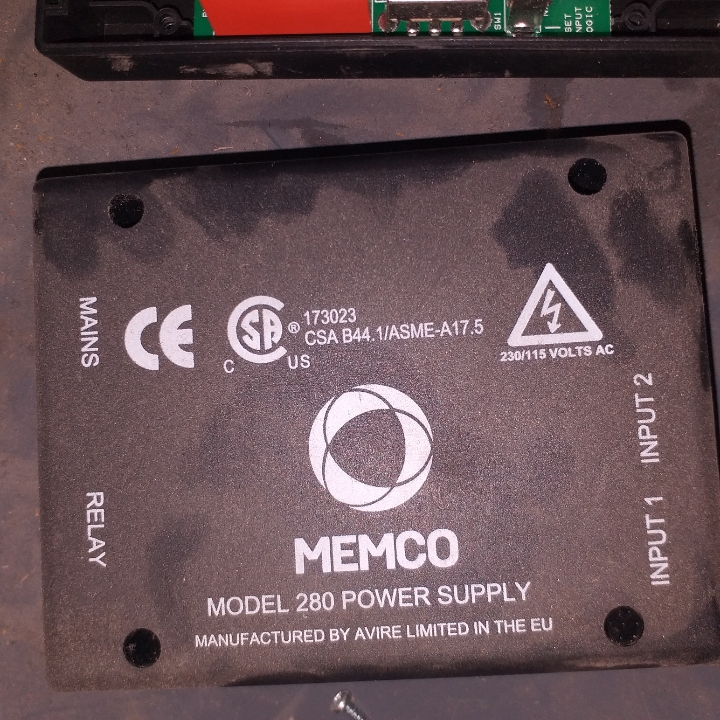 SW1
SET
INPUT
LOGIC
MAINS
CE
SA
®
C US
173023
CSA B44.1/ASME-A17.5
230/115 VOLTS AC
INPUT 2
RELAY
INPUT 1
MEMCO
MODEL 280 POWER SUPPLY
MANUFACTURED BY AVIRE LIMITED IN THE EU